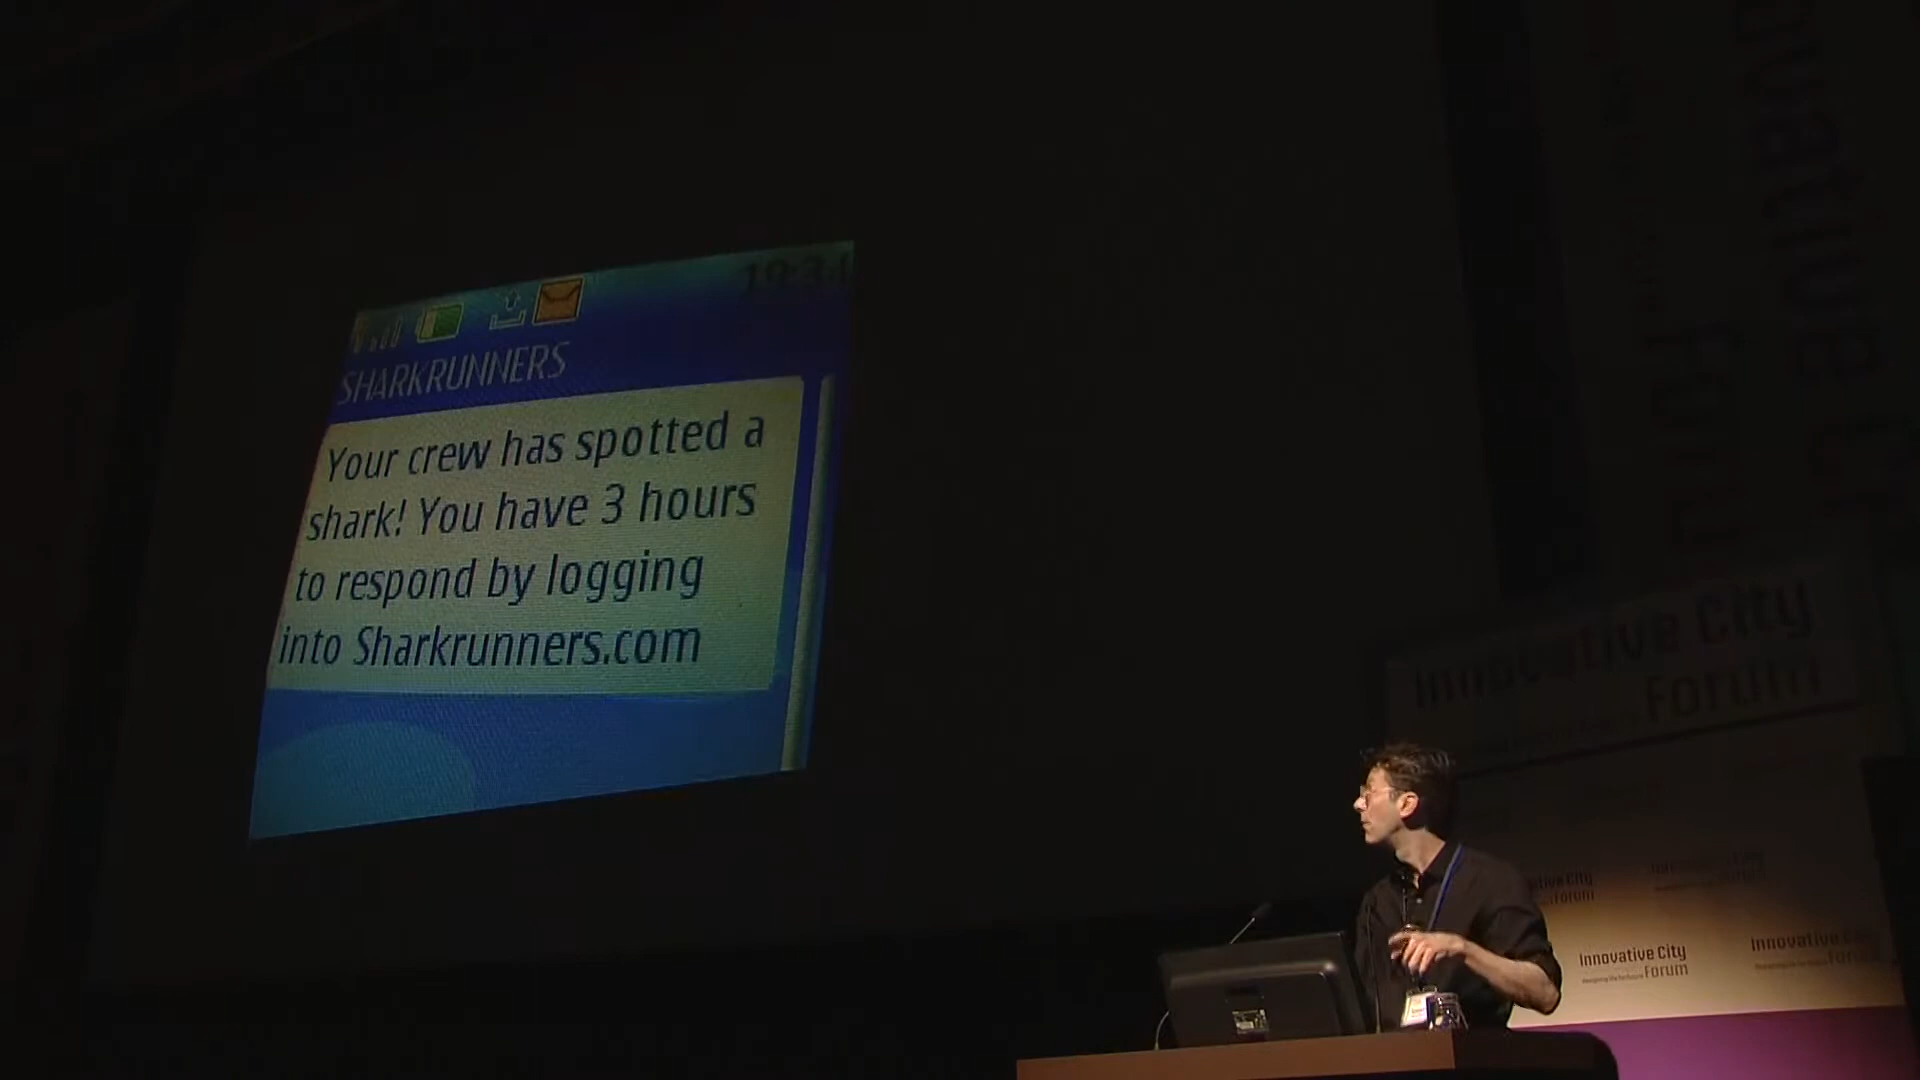 SHARKRUNNERS
Your crew has spotted a
shark! You have 3 hours
to respond by logging
into Sharkrunners.com
Innovative City
Forum
Innovative City
Forum
Innovative